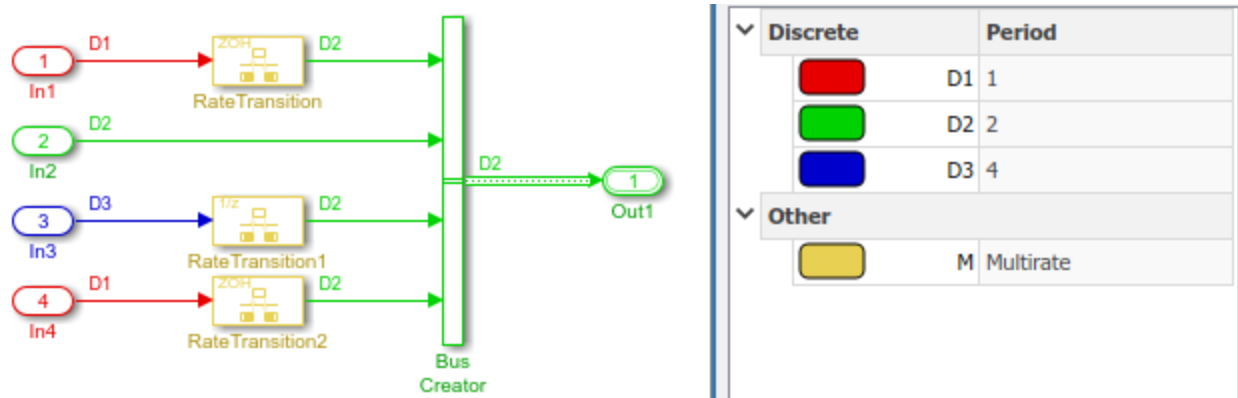 D1
ZOH
D2
1
In1
RateTransition
D2
2
In2
D2
1
Out1
D3
1/z
D2
3
In3
RateTransition1
D1
ZOH
D2
4
In4
RateTransition2
Bus
Creator
Discrete Period
D1 1
D2 2
D3 4
Other
M Multirate